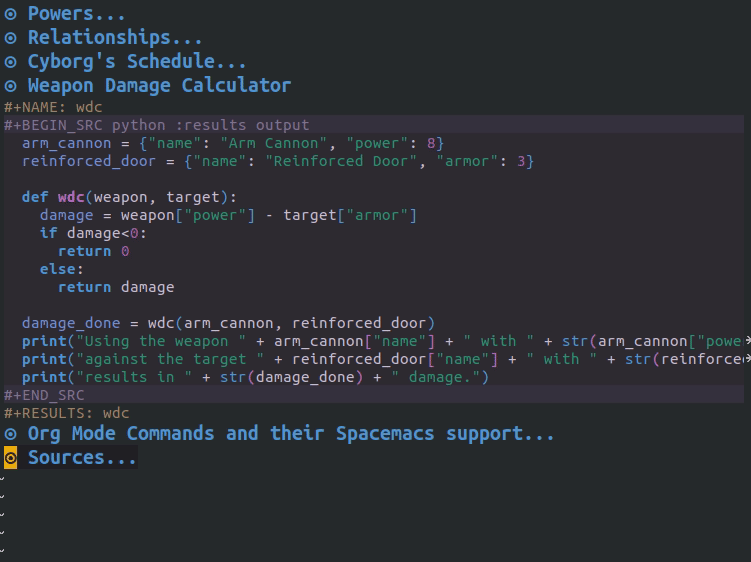 Powers...
Relationships...
Cyborg's Schedule...
Weapon Damage Calculator
#+NAME: wdc
#+BEGIN_SRC python :results output
arm_cannon = {"name": "Arm Cannon", "power": 8}
reinforced_door = {"name": "Reinforced Door", "armor": 3}
def wdc(weapon, target):
damage = weapon["power"] - target["armor"]
if damage<0:
return 0
else:
return damage
damage_done = wdc(arm_cannon, reinforced_door)
print("Using the weapon " + arm_cannon["name"] + " with " + str(arm_cannon["powe
print("against the target " + reinforced_door["name"] + " with " + str(reinforce
print("results in " + str(damage_done) + " damage.")
#+END_SRC
#+RESULTS: wdc
Org Mode Commands and their Spacemacs support...
Sources...